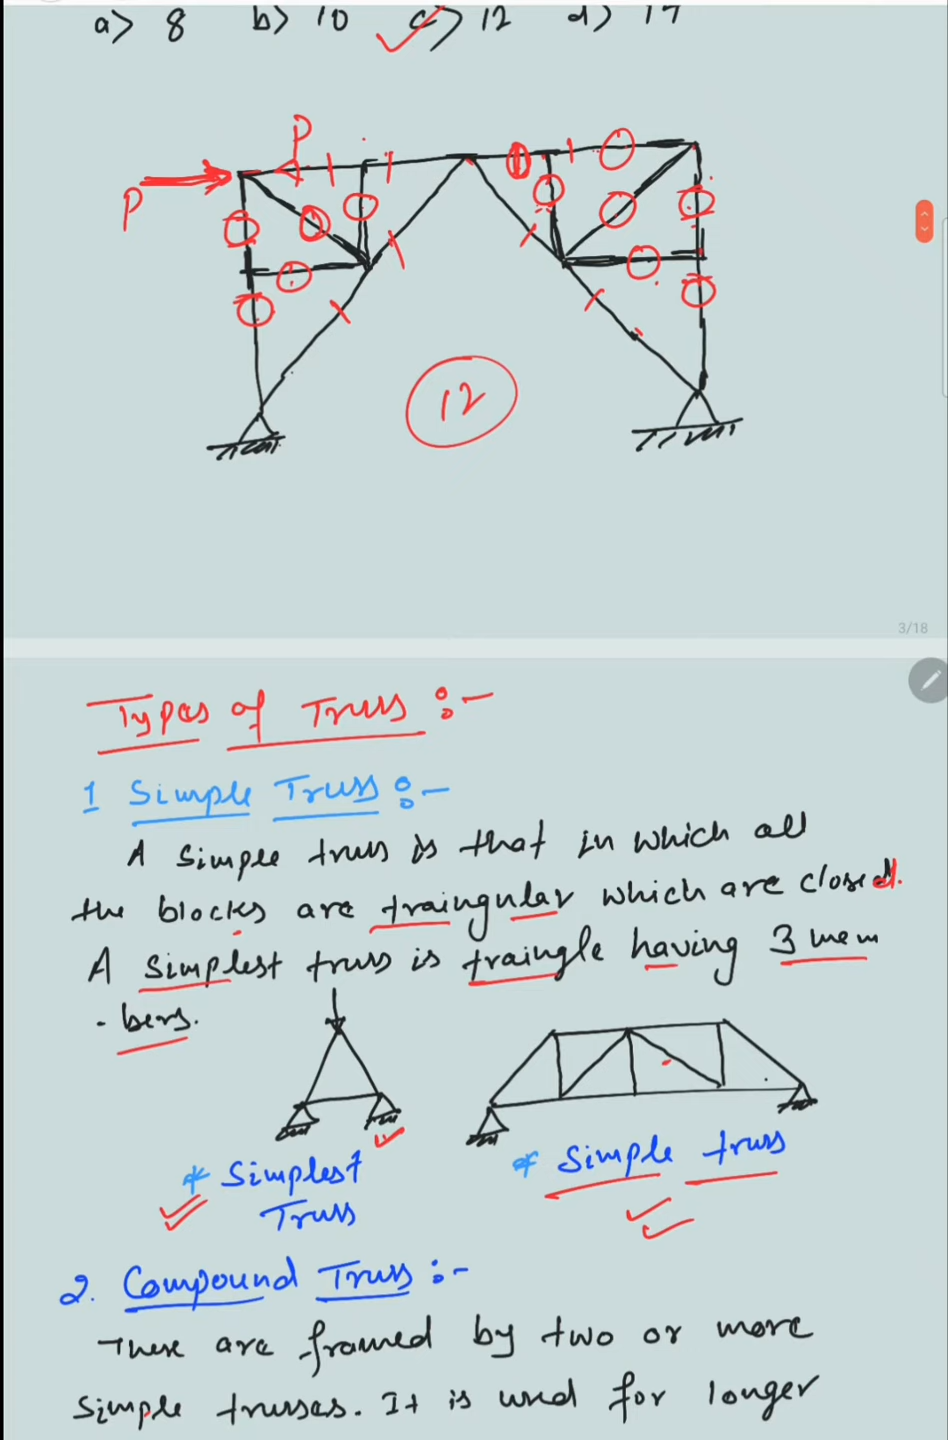 a> 8 b> 10 c> 12 d> 17
P
P
12
3/18
Types of Truss :-
1 Simple Truss :-
A simple truss is that in which all
the blocks are traingular which are closed.
A simplest truss is traingle having 3 mem
-bers.
* Simplest
Truss
* Simple truss
2. Compound Truss :-
These are framed by two or more
simple trusses. It is used for longer